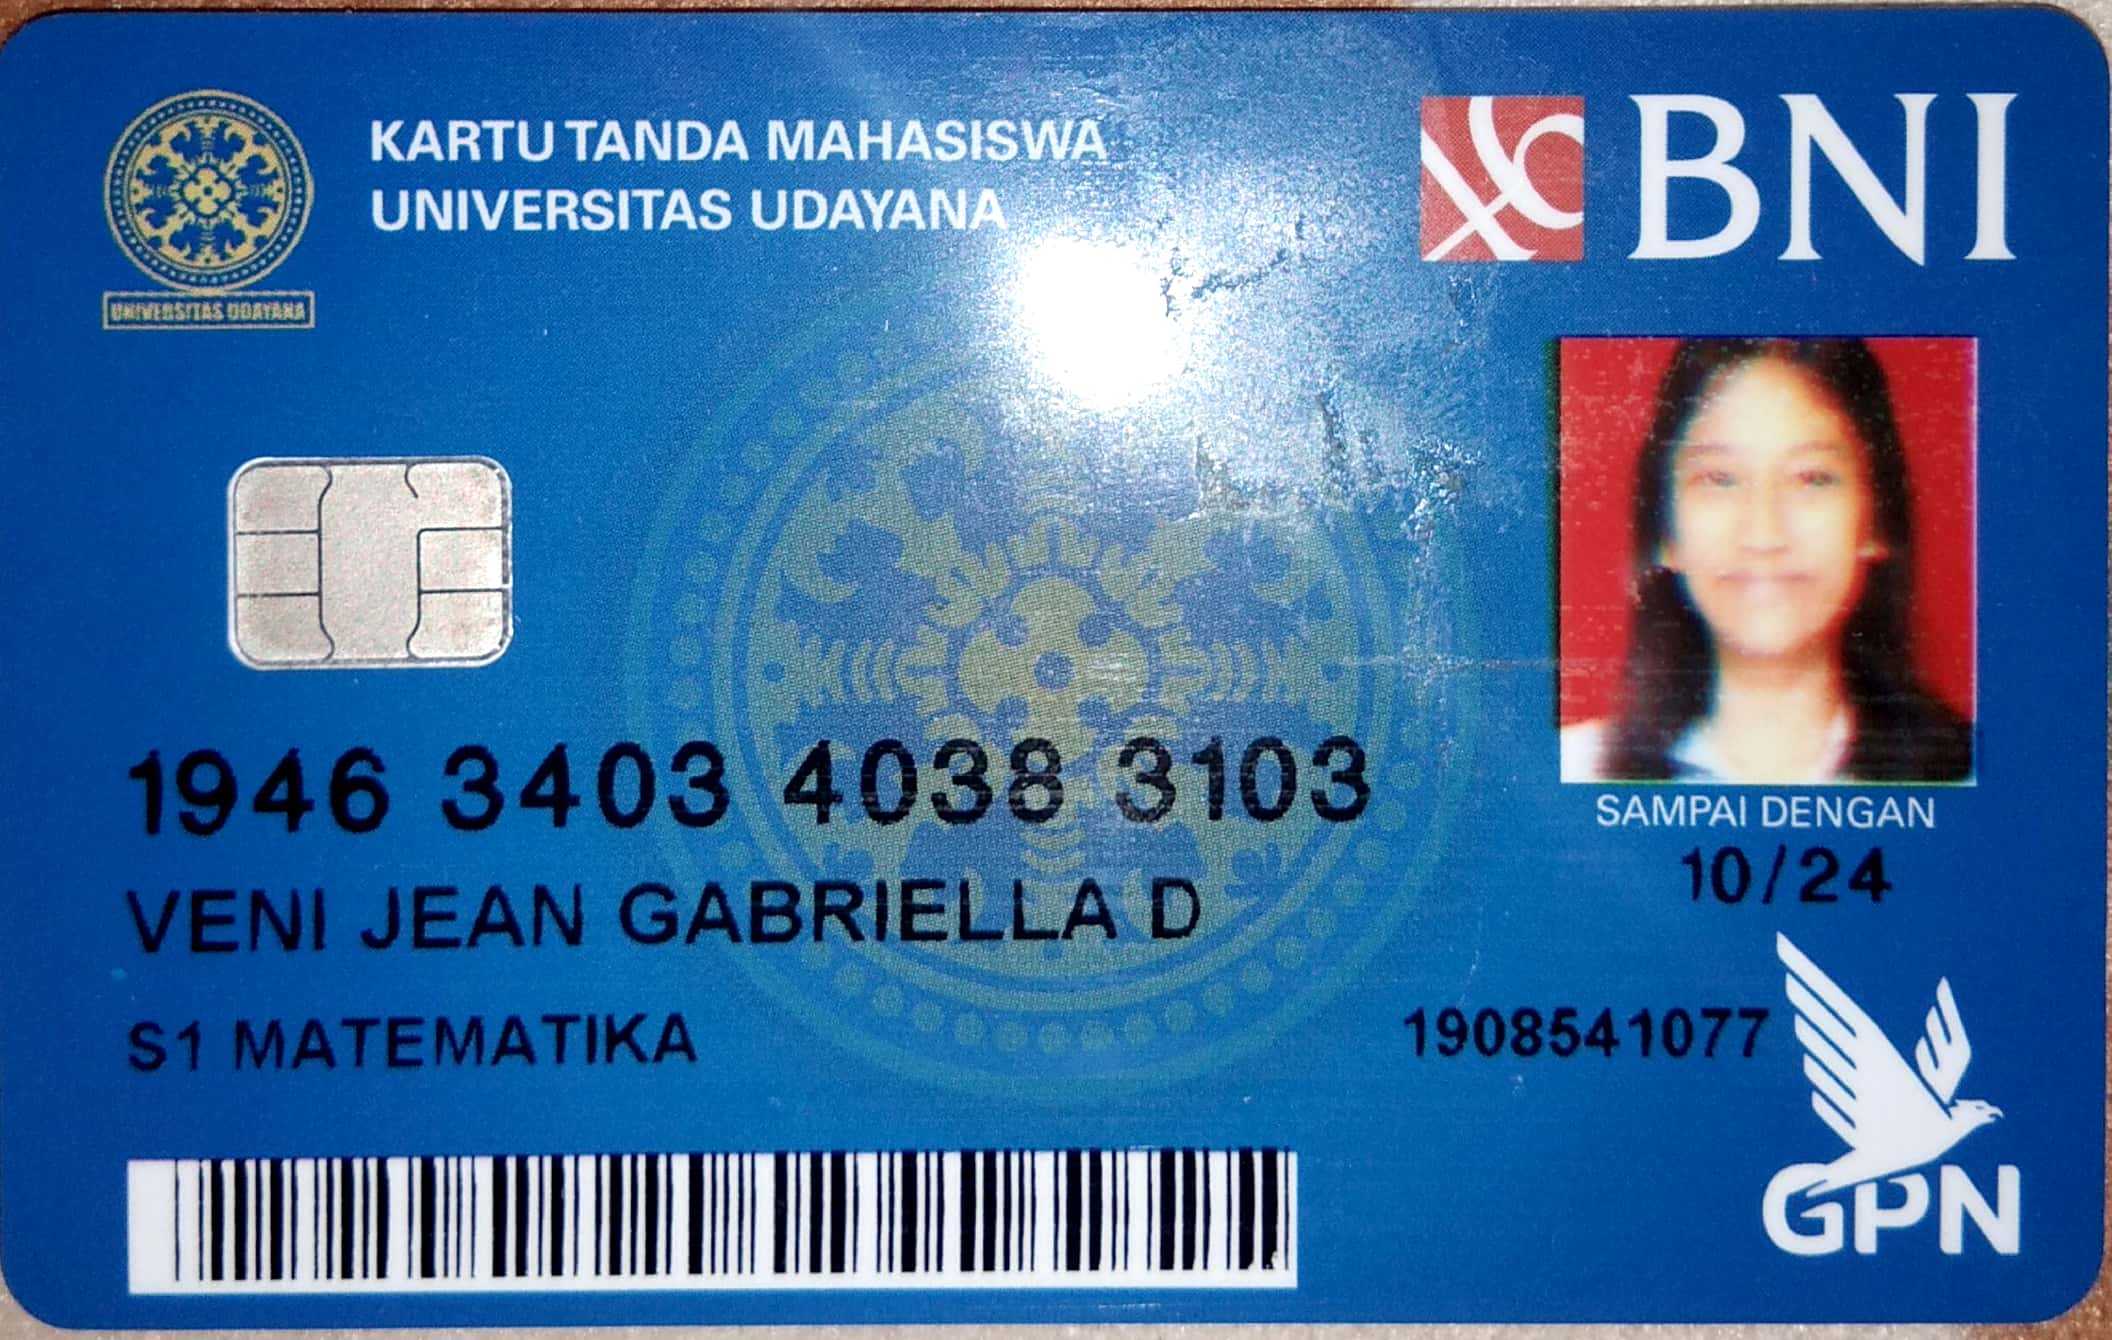 KARTU TANDA MAHASISWA
UNIVERSITAS UDAYANA
BNI
UNIVERSITAS UDAYANA
1946 3403 4038 3103
SAMPAI DENGAN
10/24
VENI JEAN GABRIELLA D
S1 MATEMATIKA
1908541077
GPN